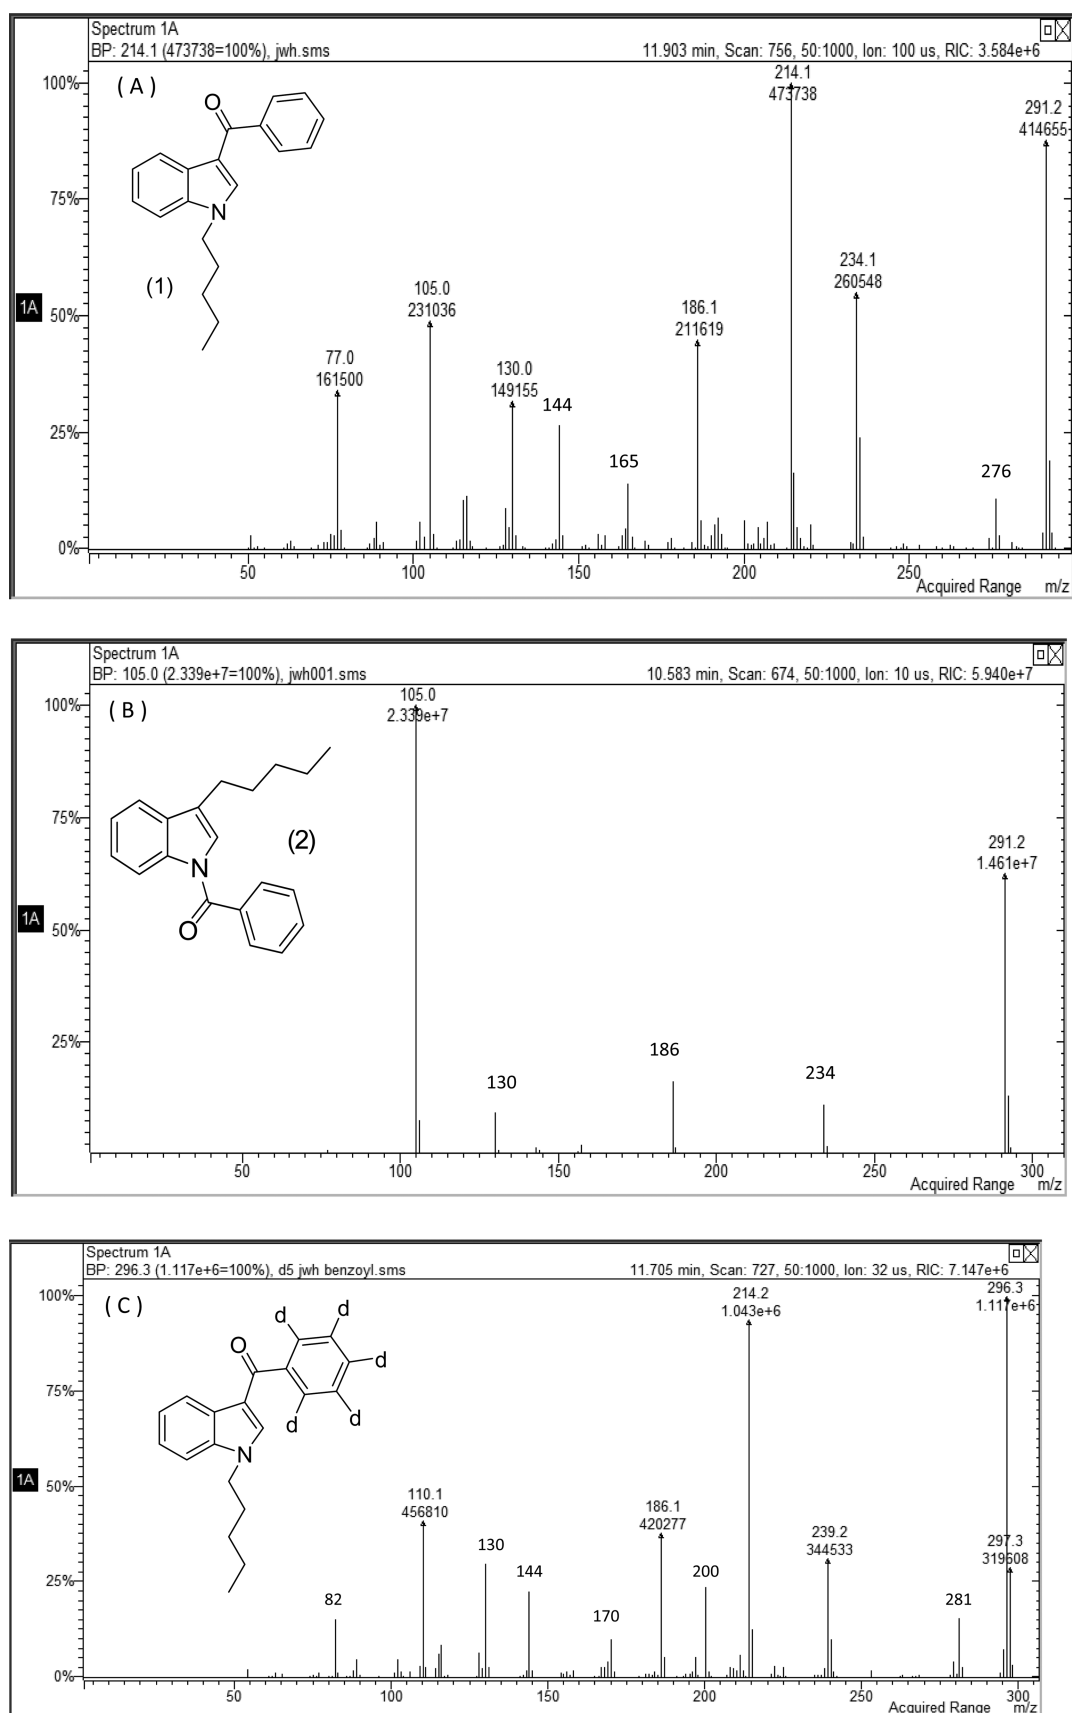 Spectrum 1A
BP: 214.1 (473738=100%), jwh.sms 11.903 min, Scan: 756, 50:1000, Ion: 100 us, RIC: 3.584e+6
( A )
O
N
(1)
1A
100%
75%
50%
25%
0%
77.0
161500
105.0
231036
130.0
149155
144
165
186.1
211619
214.1
473738
234.1
260548
276
291.2
414655
50 100 150 200 250
Acquired Range m/z
Spectrum 1A
BP: 105.0 (2.339e+7=100%), jwh001.sms 10.583 min, Scan: 674, 50:1000, Ion: 10 us, RIC: 5.940e+7
( B )
(2)
N
O
1A
100%
75%
50%
25%
105.0
2.339e+7
130
186
234
291.2
1.461e+7
50 100 150 200 250 300
Acquired Range m/z
Spectrum 1A
BP: 296.3 (1.117e+6=100%), d5 jwh benzoyl.sms 11.705 min, Scan: 727, 50:1000, Ion: 32 us, RIC: 7.147e+6
( C )
d d
O
d
d d
N
1A
100%
75%
50%
25%
0%
82
110.1
456810
130
144
170
186.1
420277
200
214.2
1.043e+6
239.2
344533
281
296.3
1.117e+6
297.3
319608
50 100 150 200 250 300
Acquired Range m/z